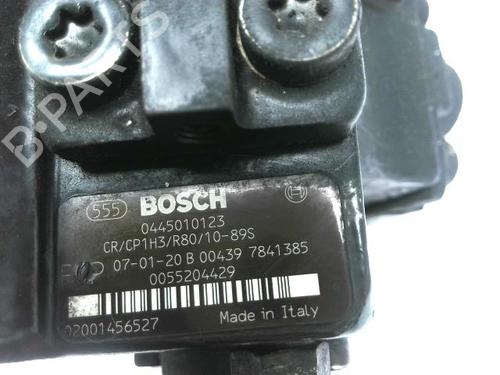 B-PARTS
555 BOSCH
0445010123
CR/CP1H3/R80/10-89S
07-01-20 B 00439 7841385
0055204429
02001456527 Made in Italy